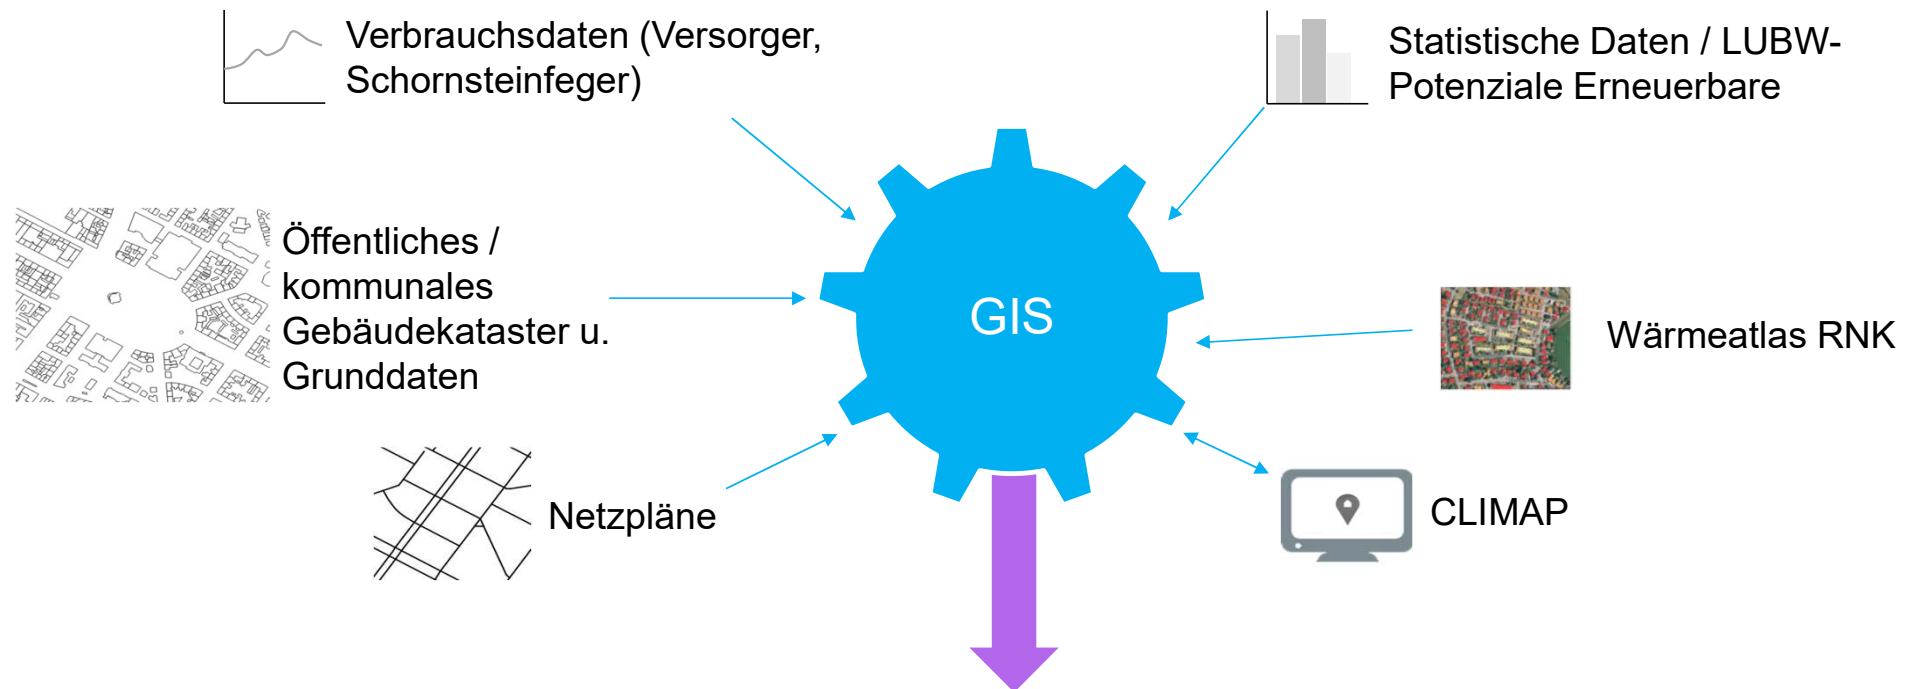 Verbrauchsdaten (Versorger,
Schornsteinfeger)
Statistische Daten / LUBW-
Potenziale Erneuerbare
Öffentliches /
kommunales
Gebäudekataster u.
Grunddaten
GIS
Wärmeatlas RNK
Netzpläne
CLIMAP